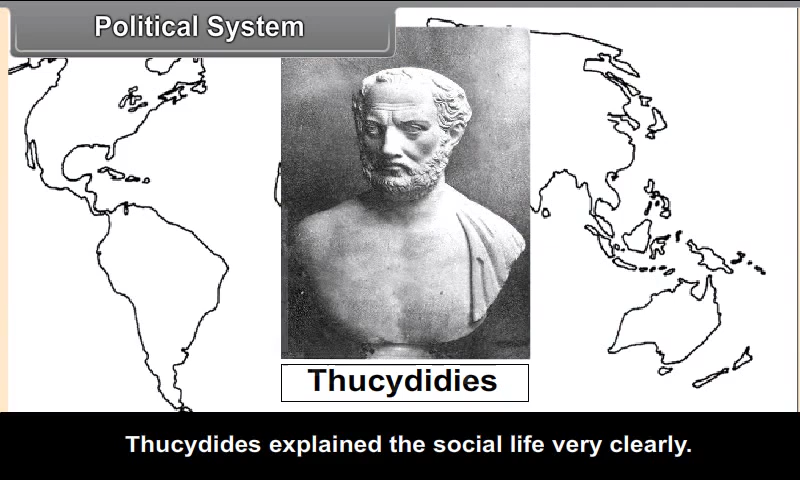 Political System
Thucydidies
Thucydides explained the social life very clearly.